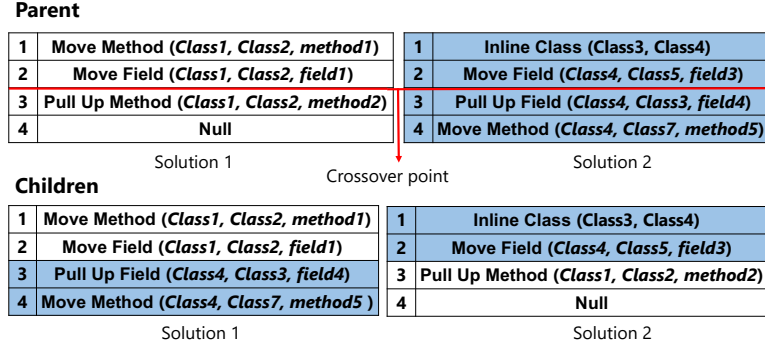 Parent
1 Move Method (Class1, Class2, method1)
2 Move Field (Class1, Class2, field1)
3 Pull Up Method (Class1, Class2, method2)
4 Null
Solution 1
1 Inline Class (Class3, Class4)
2 Move Field (Class4, Class5, field3)
3 Pull Up Field (Class4, Class3, field4)
4 Move Method (Class4, Class7, method5)
Solution 2
Crossover point
Children
1 Move Method (Class1, Class2, method1)
2 Move Field (Class1, Class2, field1)
3 Pull Up Field (Class4, Class3, field4)
4 Move Method (Class4, Class7, method5 )
Solution 1
1 Inline Class (Class3, Class4)
2 Move Field (Class4, Class5, field3)
3 Pull Up Method (Class1, Class2, method2)
4 Null
Solution 2